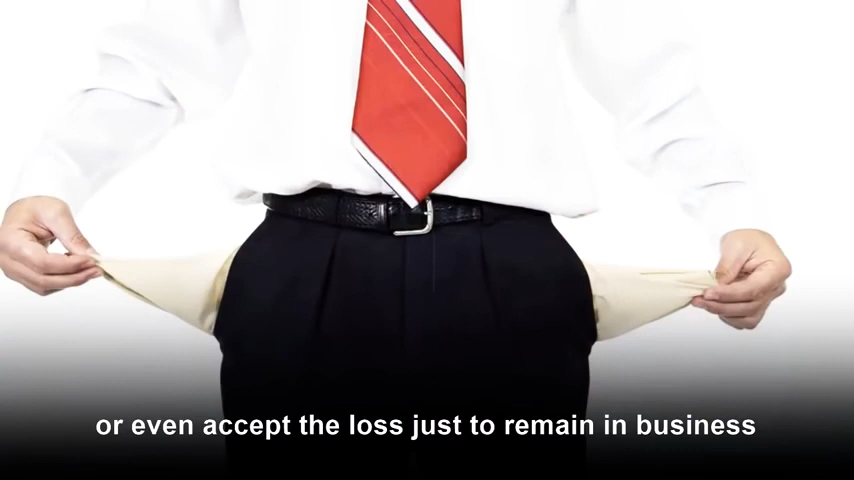 or even accept the loss just to remain in business